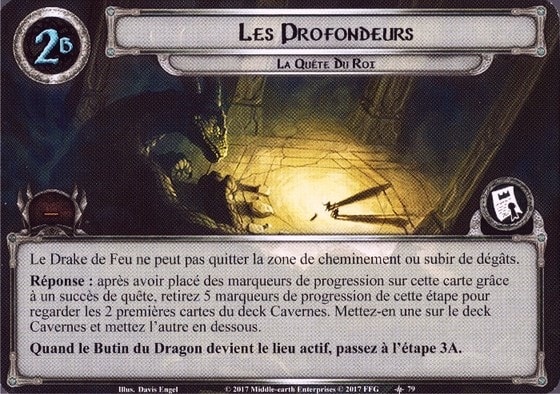 2B
Les Profondeurs
La Quête Du Roi
–
Le Drake de Feu ne peut pas quitter la zone de cheminement ou subir de dégâts.
Réponse : après avoir placé des marqueurs de progression sur cette carte grâce
à un succès de quête, retirez 5 marqueurs de progression de cette étape pour
regarder les 2 premières cartes du deck Cavernes. Mettez-en une sur le deck
Cavernes et mettez l'autre en dessous.
Quand le Butin du Dragon devient le lieu actif, passez à l'étape 3A.
Illus. Davis Engel © 2017 Middle-earth Enterprises © 2017 FFG 79